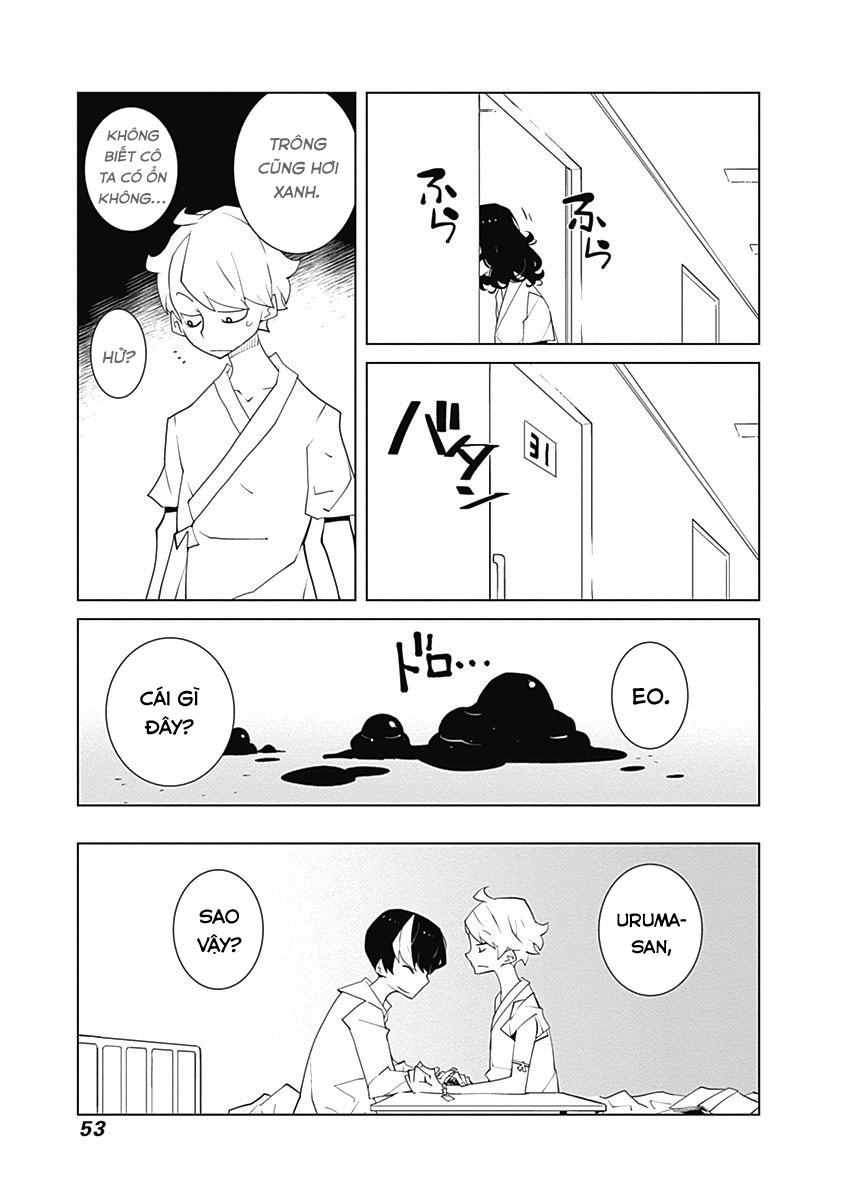 ふら
ふら
バタン
31
TRÔNG
CŨNG HƠI
XANH.
KHÔNG
BIẾT CÔ
TA CÓ ỔN
KHÔNG...
HỬ?
EO.
ドロ...
CÁI GÌ
ĐÂY?
URUMA-
SAN,
SAO
VẬY?
53